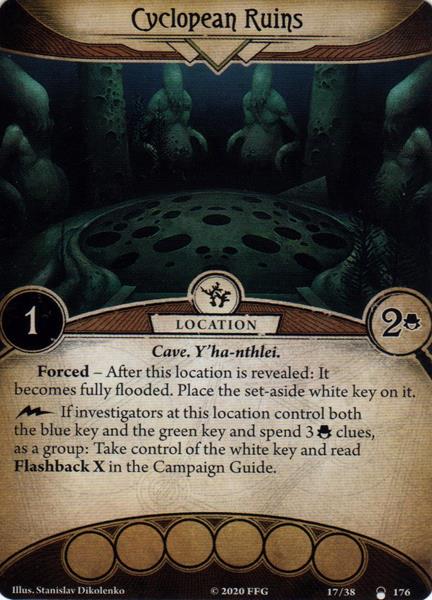 Cyclopean Ruins
1
LOCATION
2
Cave. Y'ha-nthlei.
Forced – After this location is revealed: It
becomes fully flooded. Place the set-aside white key on it.
If investigators at this location control both
the blue key and the green key and spend 3 clues,
as a group: Take control of the white key and read
Flashback X in the Campaign Guide.
Illus. Stanislav Dikolenko © 2020 FFG 17/38 176